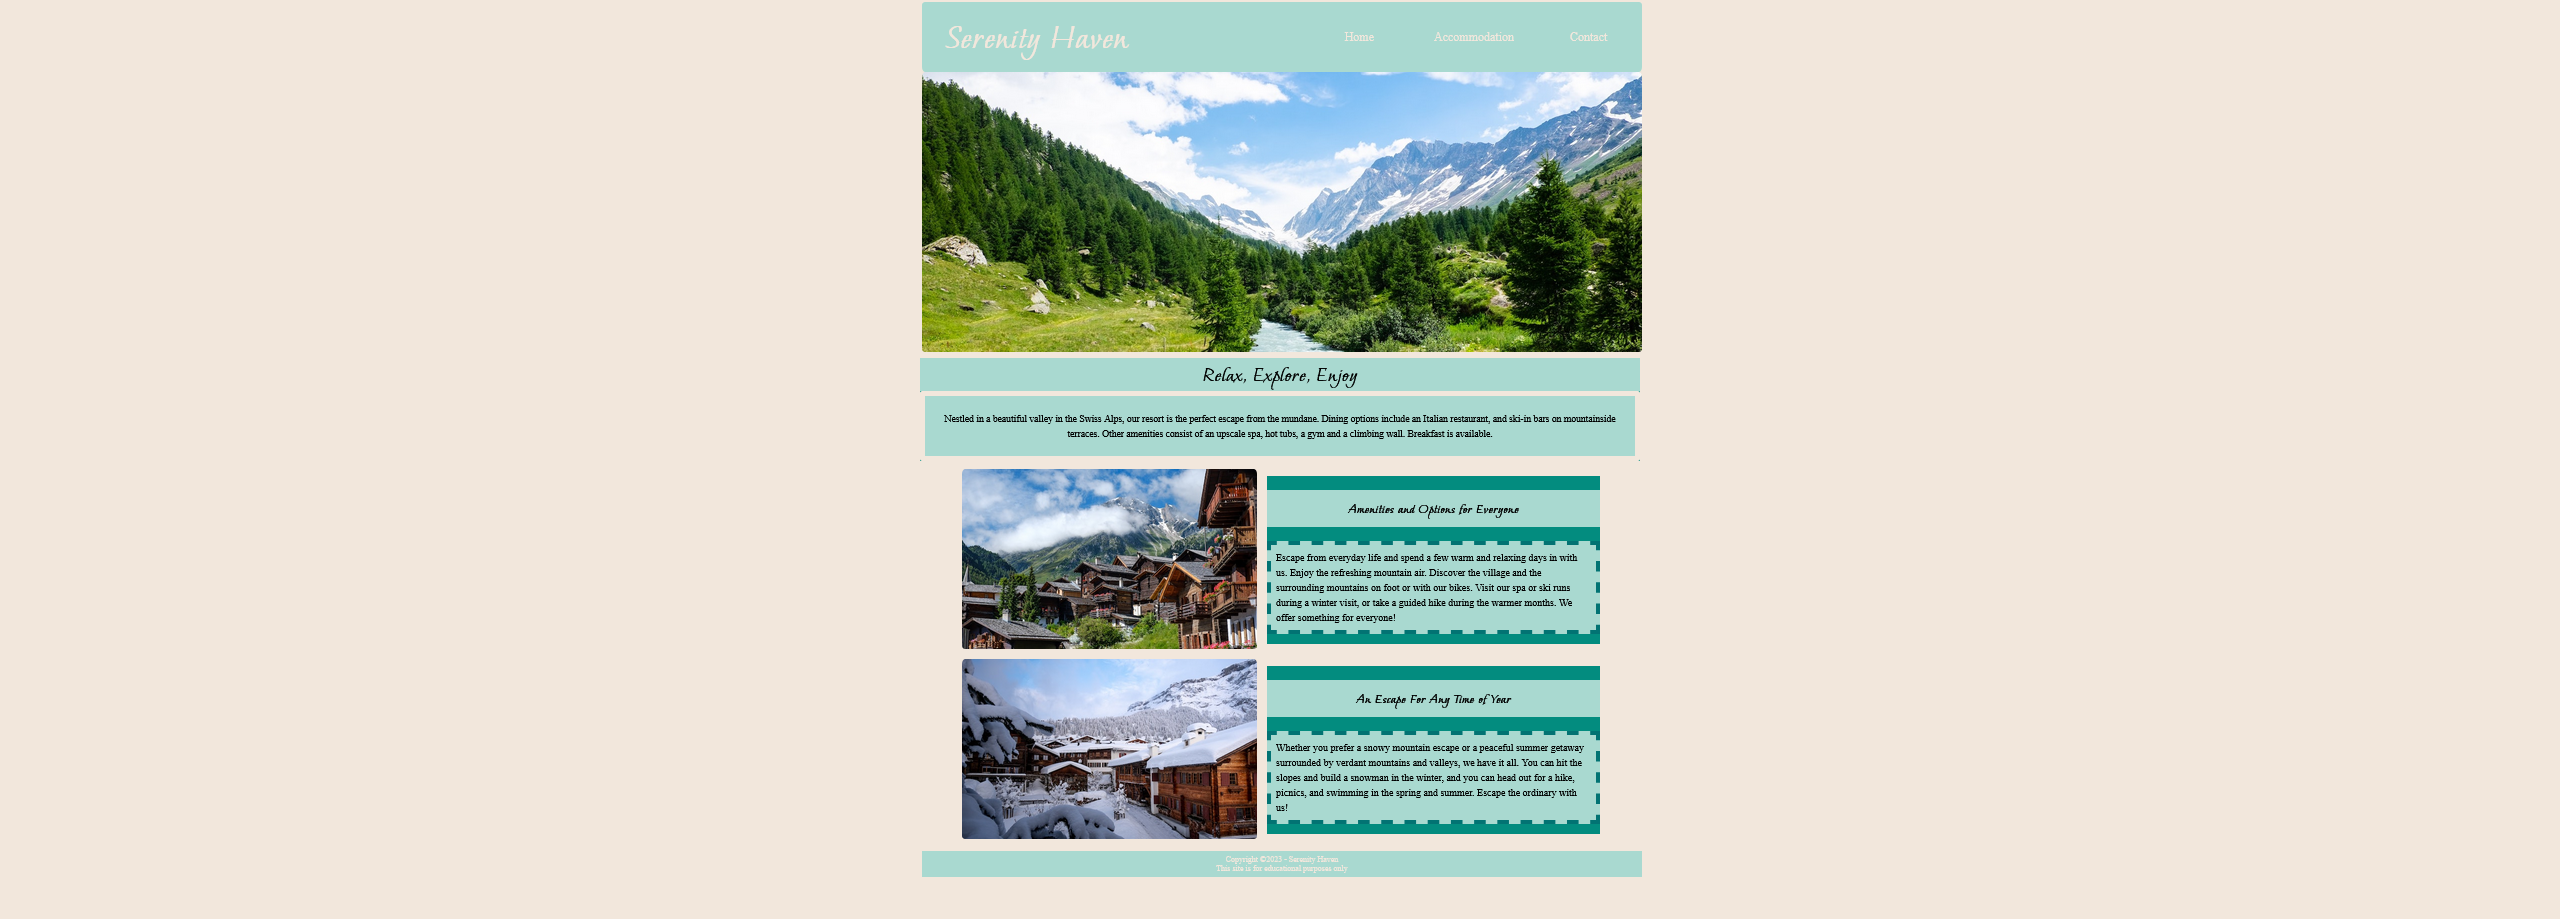 Serenity Haven
Home
Accommodation
Contact
Relax, Explore, Enjoy
Nestled in a beautiful valley in the Swiss Alps, our resort is the perfect escape from the mundane. Dining options include an Italian restaurant, and ski-in bars on mountainside
terraces. Other amenities consist of an upscale spa, hot tubs, a gym and a climbing wall. Breakfast is available.
Amenities and Options for Everyone
Escape from everyday life and spend a few warm and relaxing days in with
us. Enjoy the refreshing mountain air. Discover the village and the
surrounding mountains on foot or with our bikes. Visit our spa or ski runs
during a winter visit, or take a guided hike during the warmer months. We
offer something for everyone!
An Escape For Any Time of Year
Whether you prefer a snowy mountain escape or a peaceful summer getaway
surrounded by verdant mountains and valleys, we have it all. You can hit the
slopes and build a snowman in the winter, and you can head out for a hike,
picnics, and swimming in the spring and summer. Escape the ordinary with
us!
Copyright ©2023 - Serenity Haven
This site is for educational purposes only